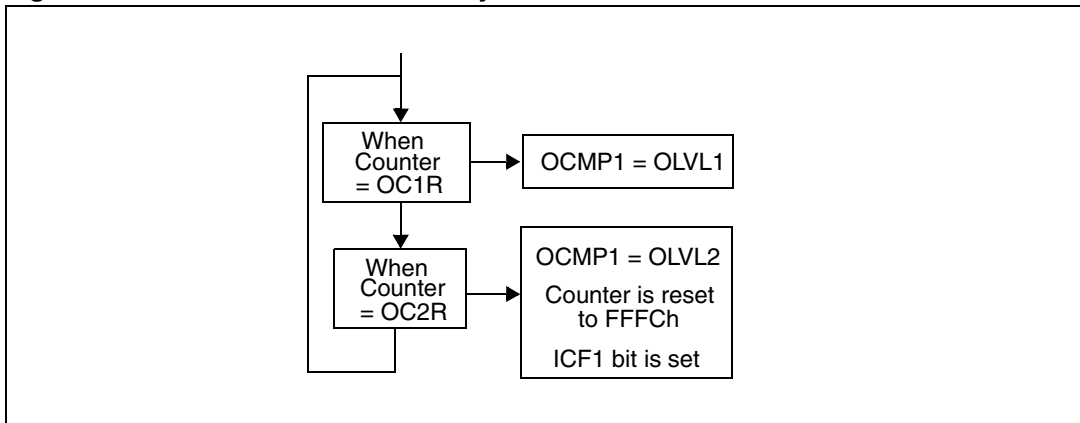 When
Counter
= OC1R
OCMP1 = OLVL1
When
Counter
= OC2R
OCMP1 = OLVL2
Counter is reset
to FFFCh
ICF1 bit is set